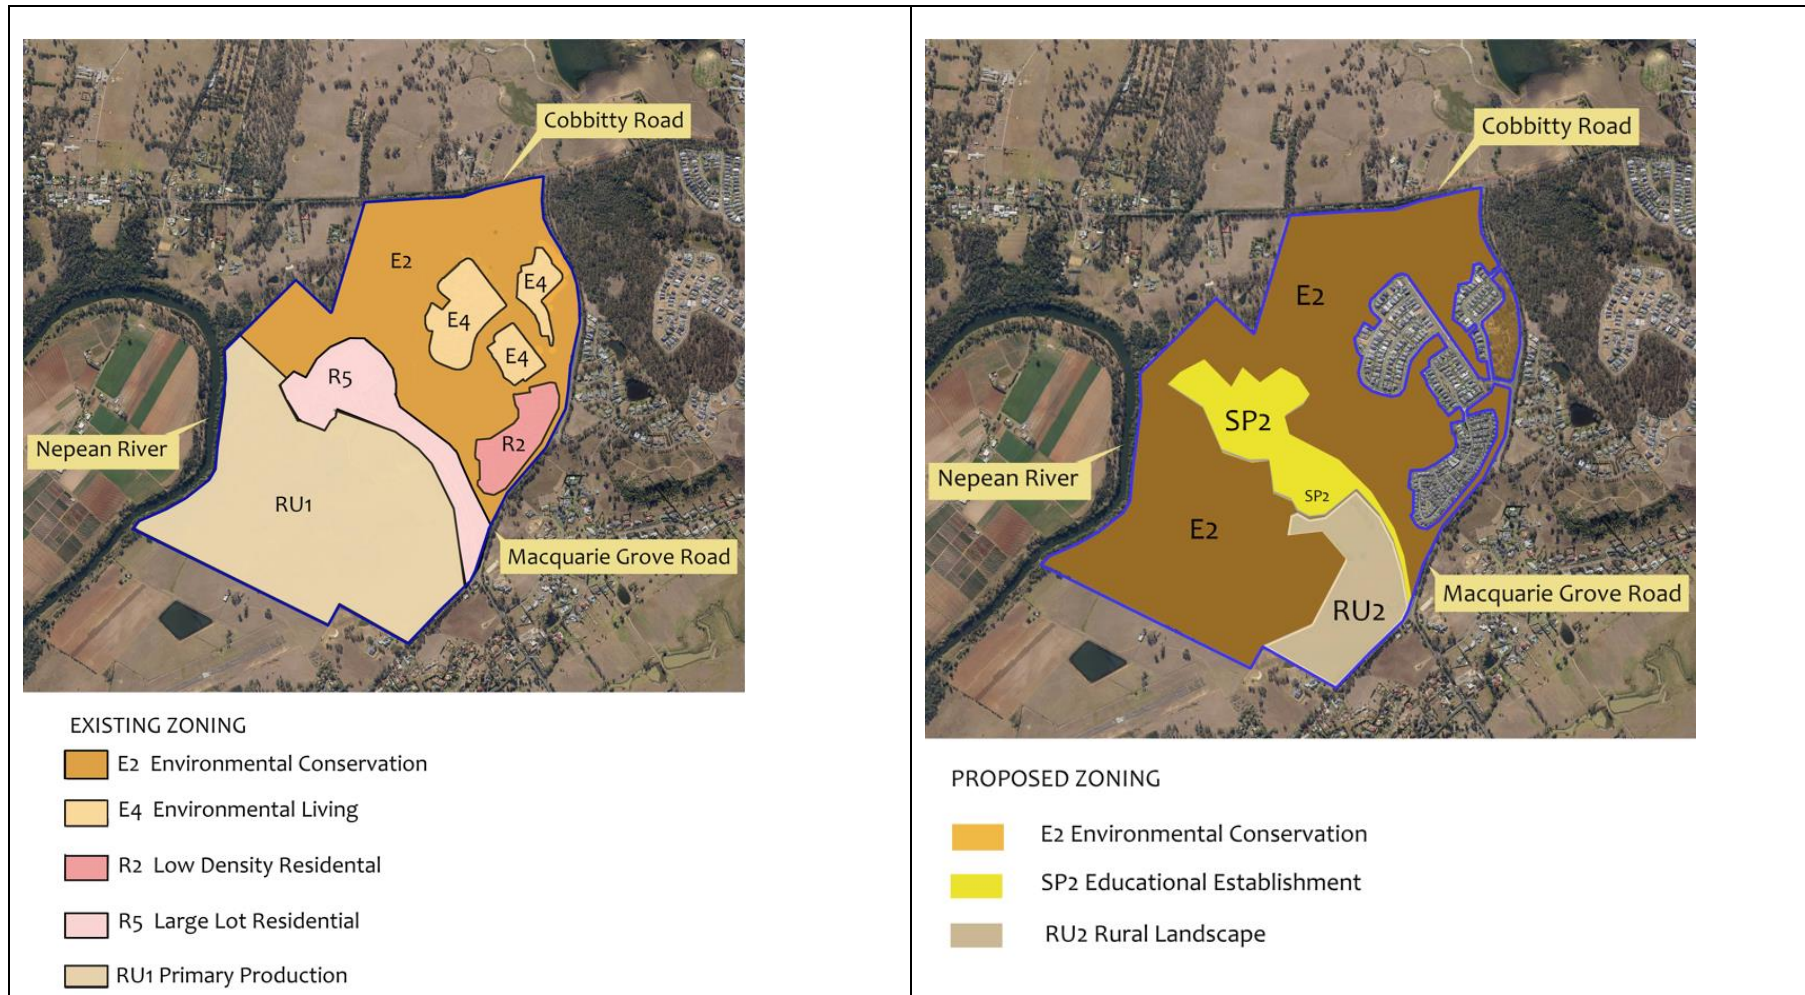 Cobbitty Road
E2
E4
E4
E4
R5
R2
Nepean River
RU1
Macquarie Grove Road
EXISTING ZONING
E2 Environmental Conservation
E4 Environmental Living
R2 Low Density Residental
R5 Large Lot Residential
RU1 Primary Production
Cobbitty Road
E2
SP2
Nepean River
SP2
E2
Macquarie Grove Road
RU2
PROPOSED ZONING
E2 Environmental Conservation
SP2 Educational Establishment
RU2 Rural Landscape